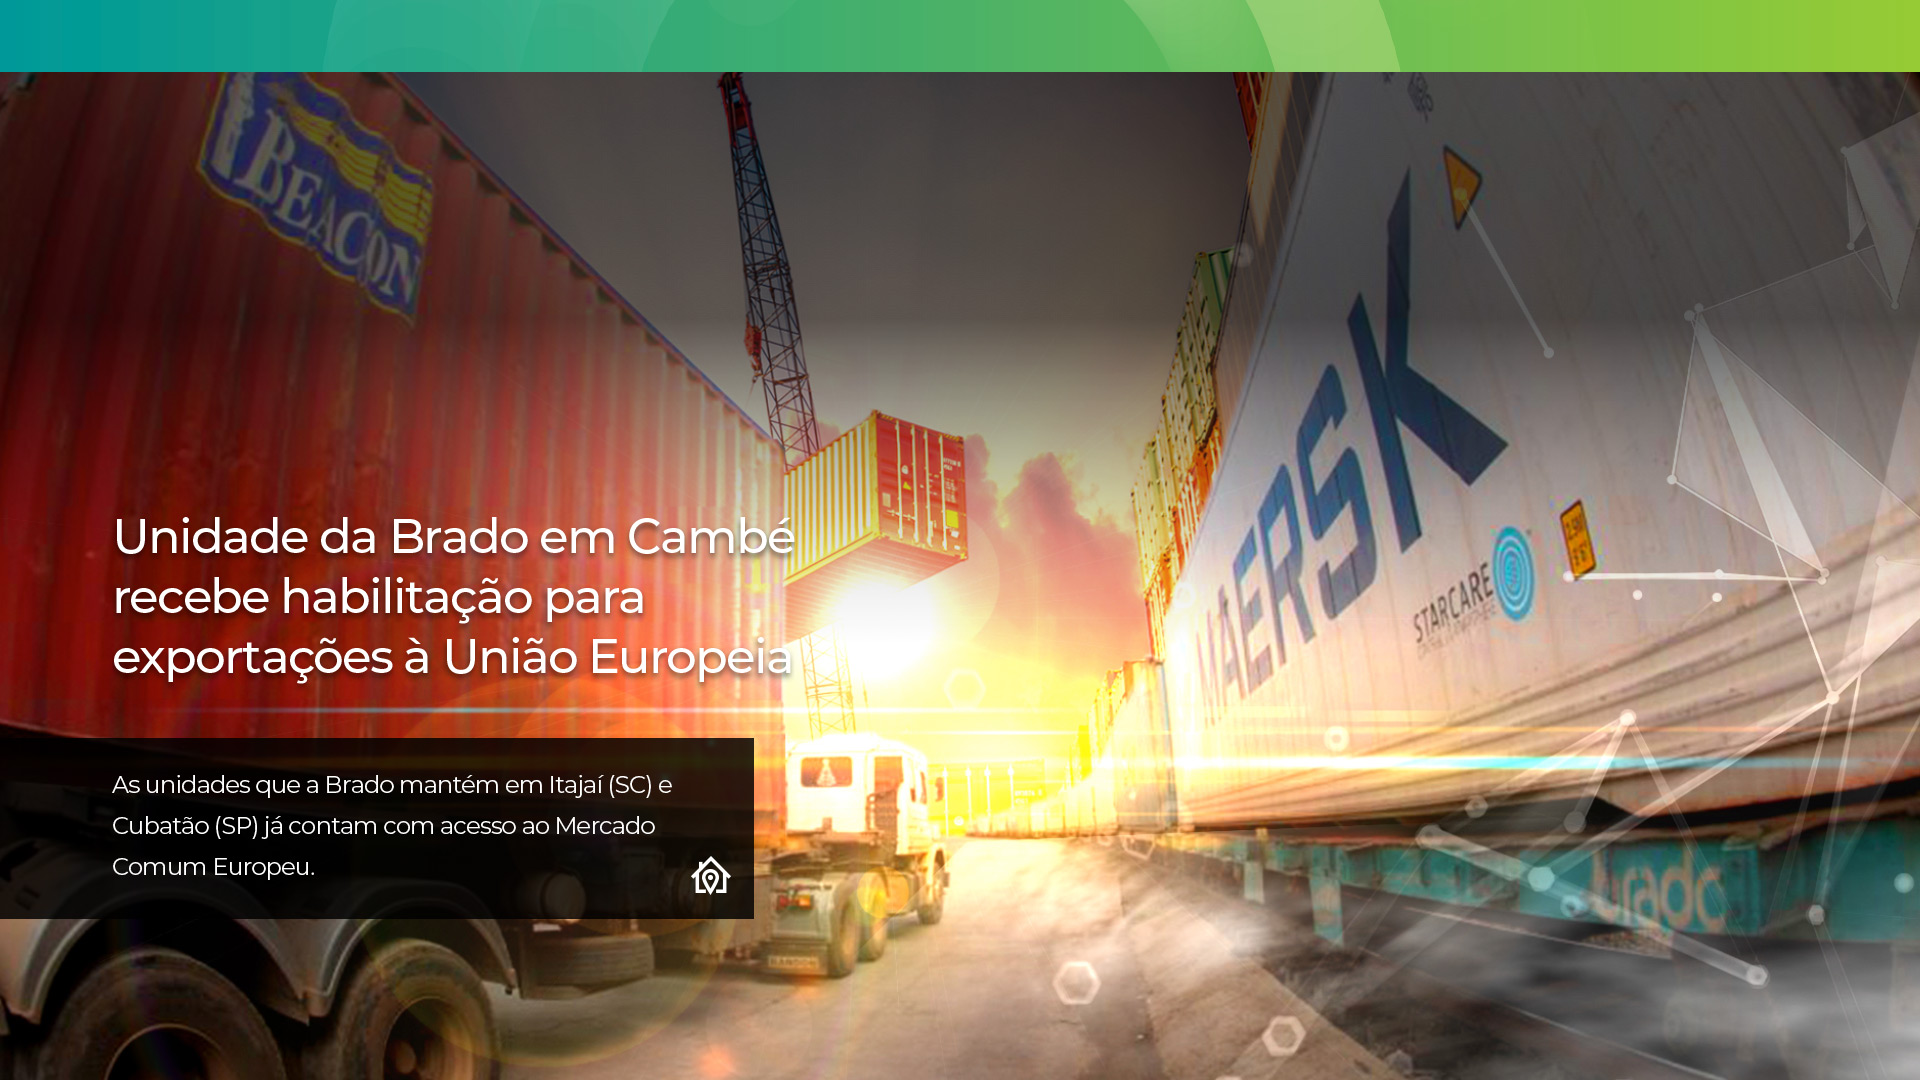 BEACON
MAERSK
STARCARE
Unidade da Brado em Cambé
recebe habilitação para
exportações à União Europeia
As unidades que a Brado mantém em Itajaí (SC) e
Cubatão (SP) já contam com acesso ao Mercado
Comum Europeu.
brado